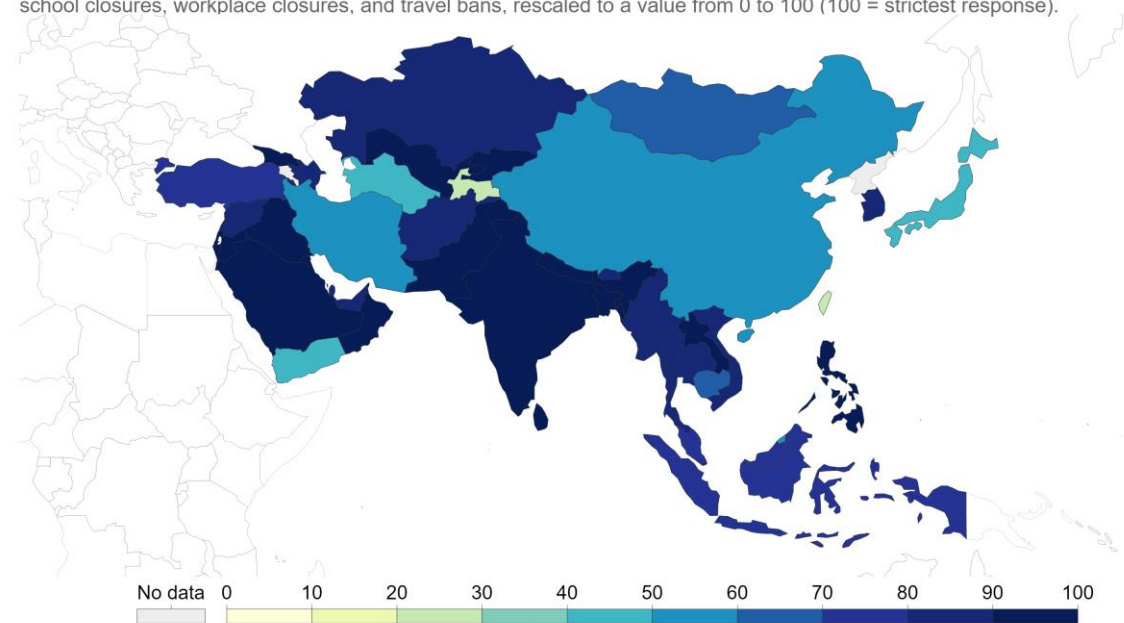 school closures, workplace closures, and travel bans, rescaled to a value from 0 to 100 (100 = strictest response).
No data 0 10 20 30 40 50 60 70 80 90 100